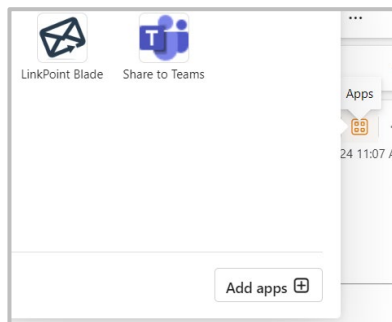 LinkPoint Blade
Share to Teams
Apps
24 11:07 A
Add apps